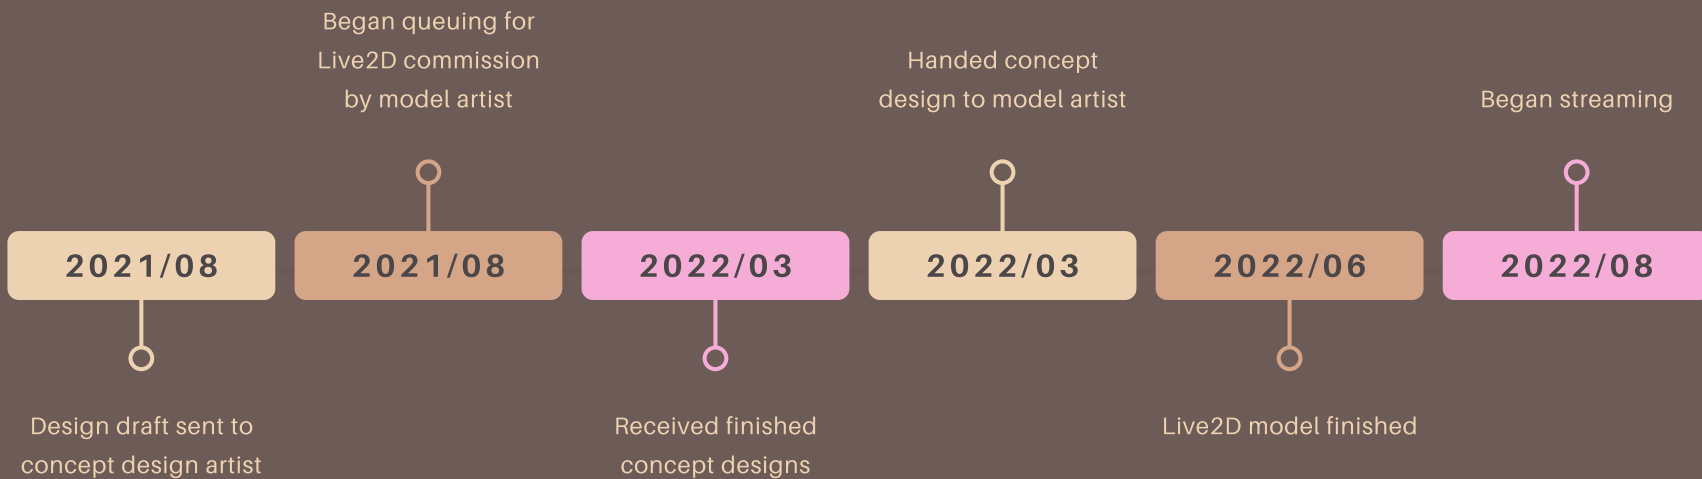 Began queuing for
Live2D commission
by model artist
Handed concept
design to model artist
Began streaming
2021/08
2021/08
2022/03
2022/03
2022/06
2022/08
Design draft sent to
concept design artist
Received finished
concept designs
Live2D model finished